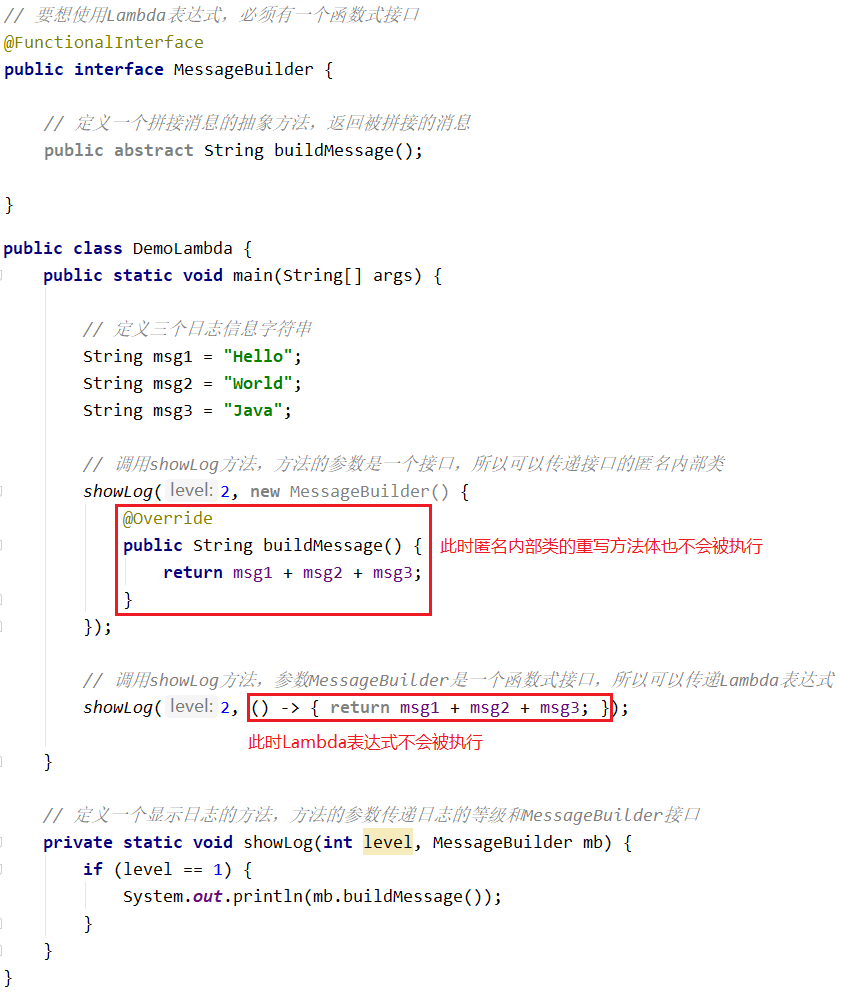 // 要想使用Lambda表达式，必须有一个函数式接口
@FunctionalInterface
public interface MessageBuilder {
// 定义一个拼接消息的抽象方法，返回被拼接的消息
public abstract String buildMessage();
}
public class DemoLambda {
public static void main(String[] args) {
// 定义三个日志信息字符串
String msg1 = "Hello";
String msg2 = "World";
String msg3 = "Java";
// 调用showLog方法，方法的参数是一个接口，所以可以传递接口的匿名内部类
showLog( level: 2, new MessageBuilder() {
@Override
public String buildMessage() { 此时匿名内部类的重写方法体也不会被执行
return msg1 + msg2 + msg3;
}
});
// 调用showLog方法，参数MessageBuilder是一个函数式接口，所以可以传递Lambda表达式
showLog( level: 2, () -> { return msg1 + msg2 + msg3; });
此时Lambda表达式不会被执行
}
// 定义一个显示日志的方法，方法的参数传递日志的等级和MessageBuilder接口
private static void showLog(int level, MessageBuilder mb) {
if (level == 1) {
System.out.println(mb.buildMessage());
}
}
}